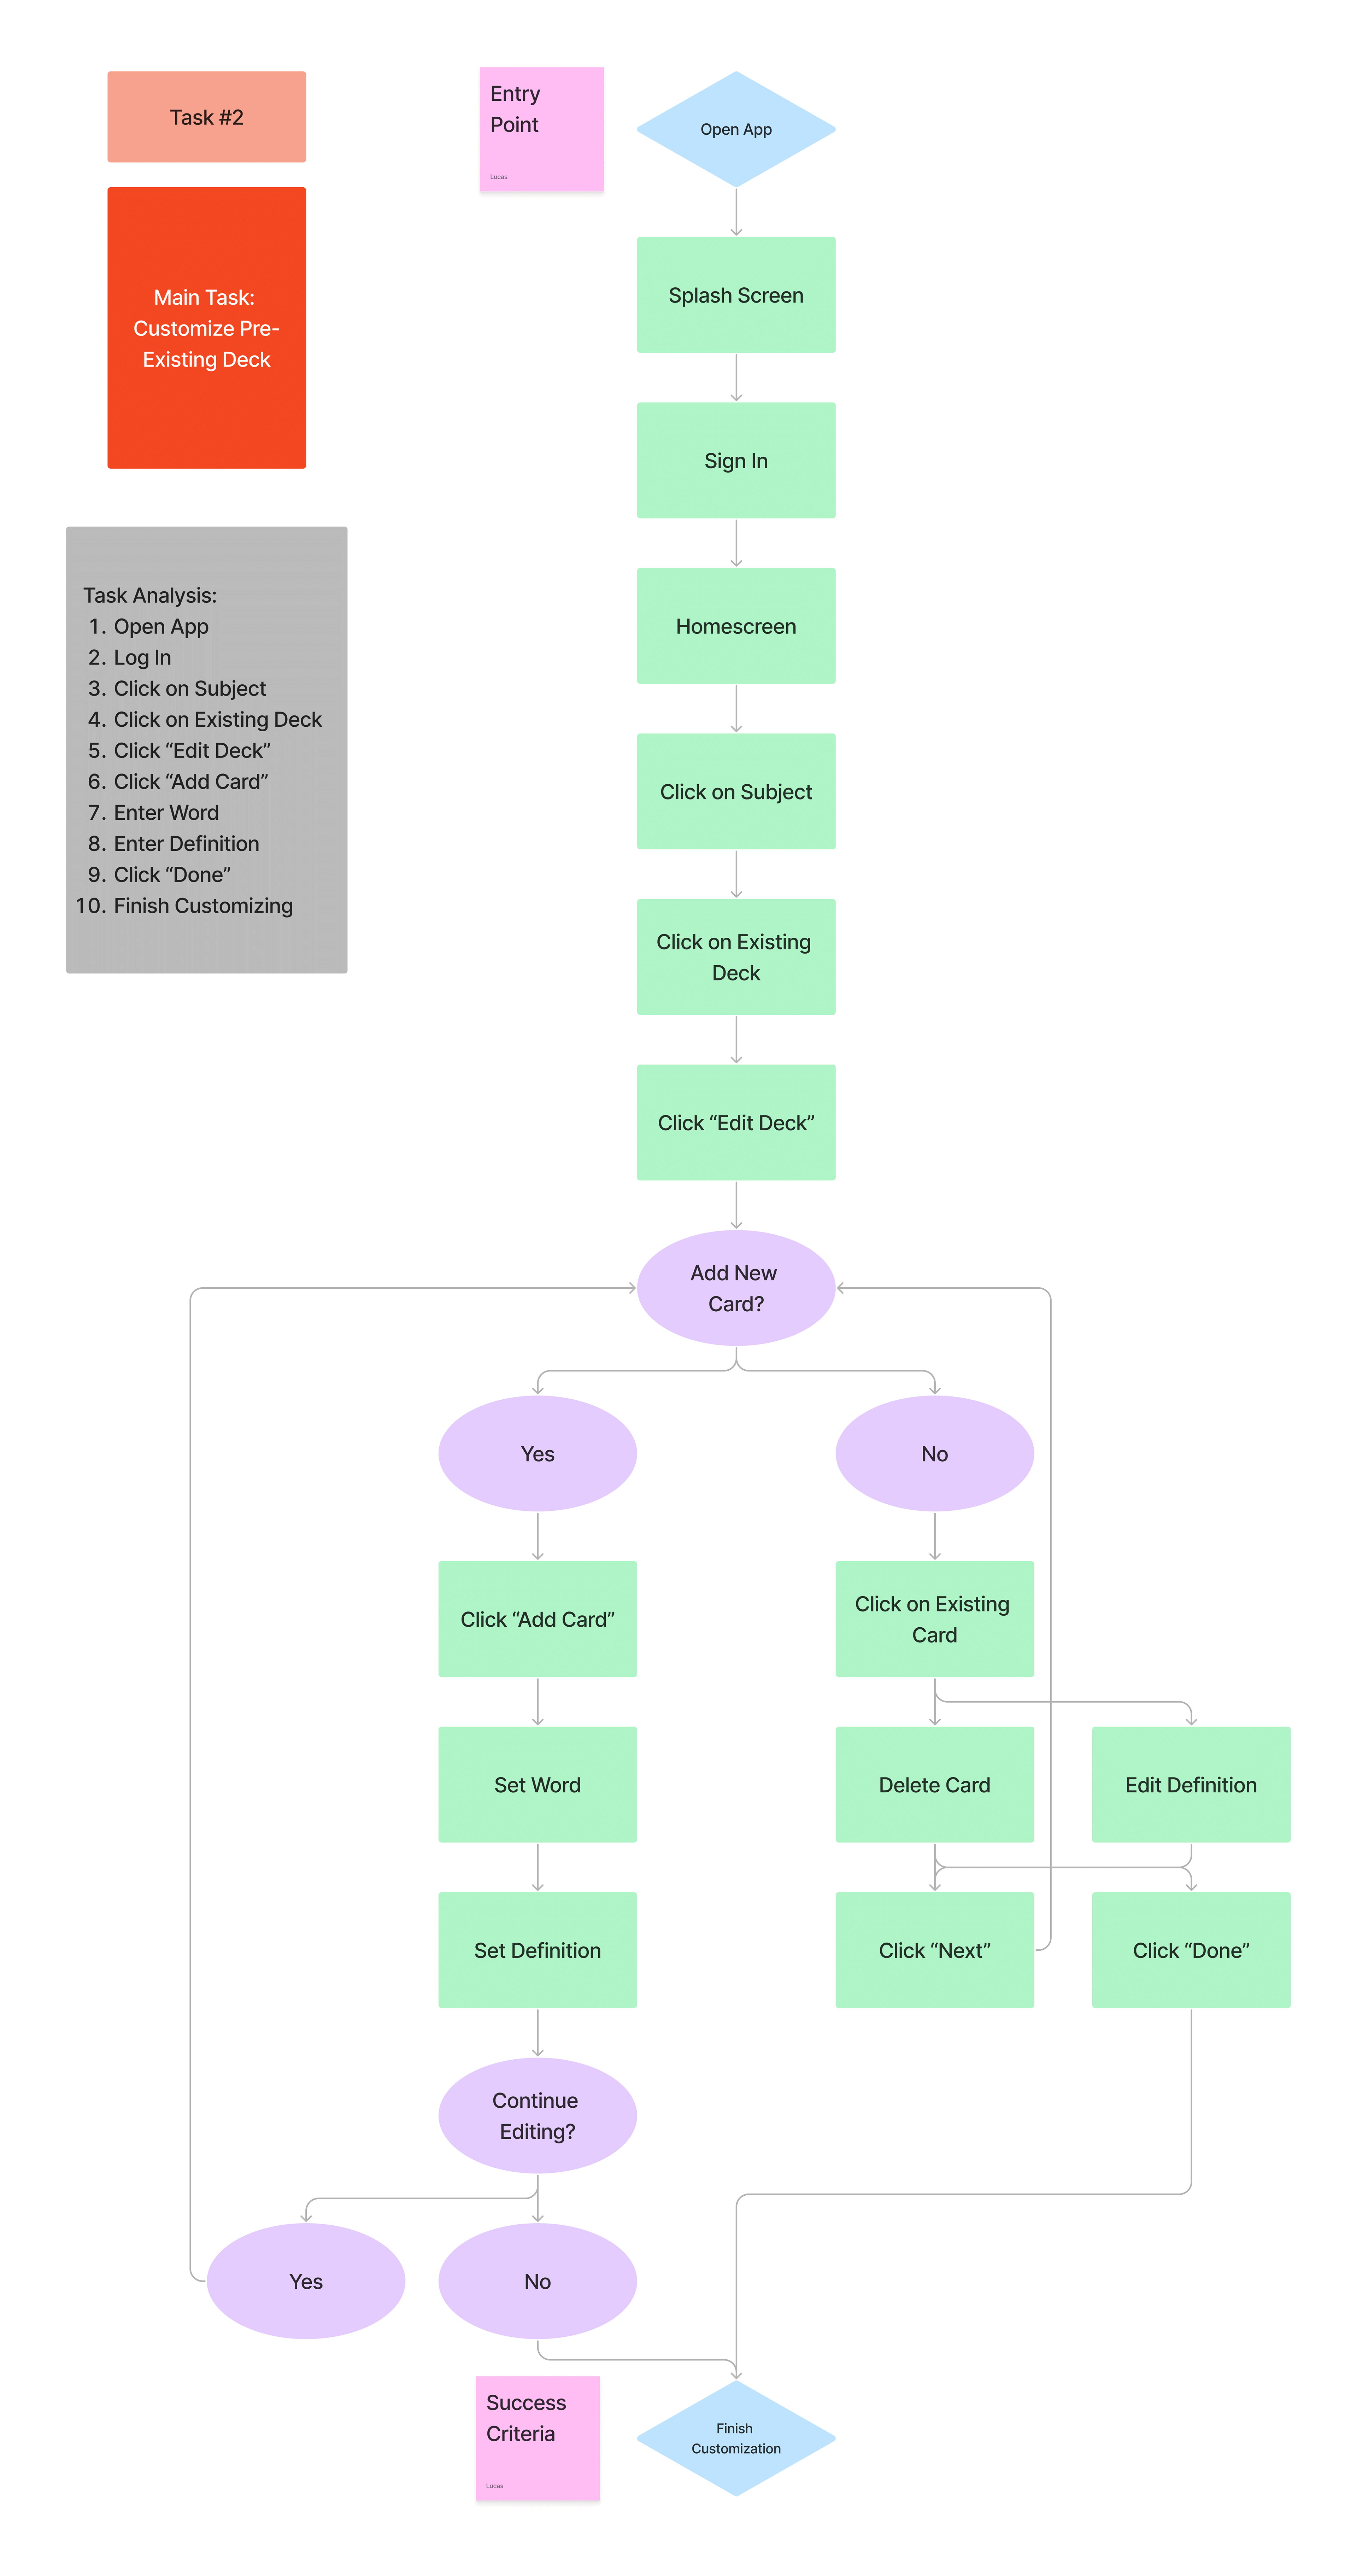 Task #2
Main Task:
Customize Pre-
Existing Deck
Task Analysis:
1. Open App
2. Log In
3. Click on Subject
4. Click on Existing Deck
5. Click “Edit Deck”
6. Click “Add Card”
7. Enter Word
8. Enter Definition
9. Click “Done”
10. Finish Customizing
Entry
Point
Lucas
Open App
Splash Screen
Sign In
Homescreen
Click on Subject
Click on Existing
Deck
Click “Edit Deck”
Add New
Card?
Yes
No
Click “Add Card”
Click on Existing
Card
Set Word
Delete Card
Edit Definition
Set Definition
Click “Next”
Click “Done”
Continue
Editing?
Yes
No
Success
Criteria
Lucas
Finish
Customization